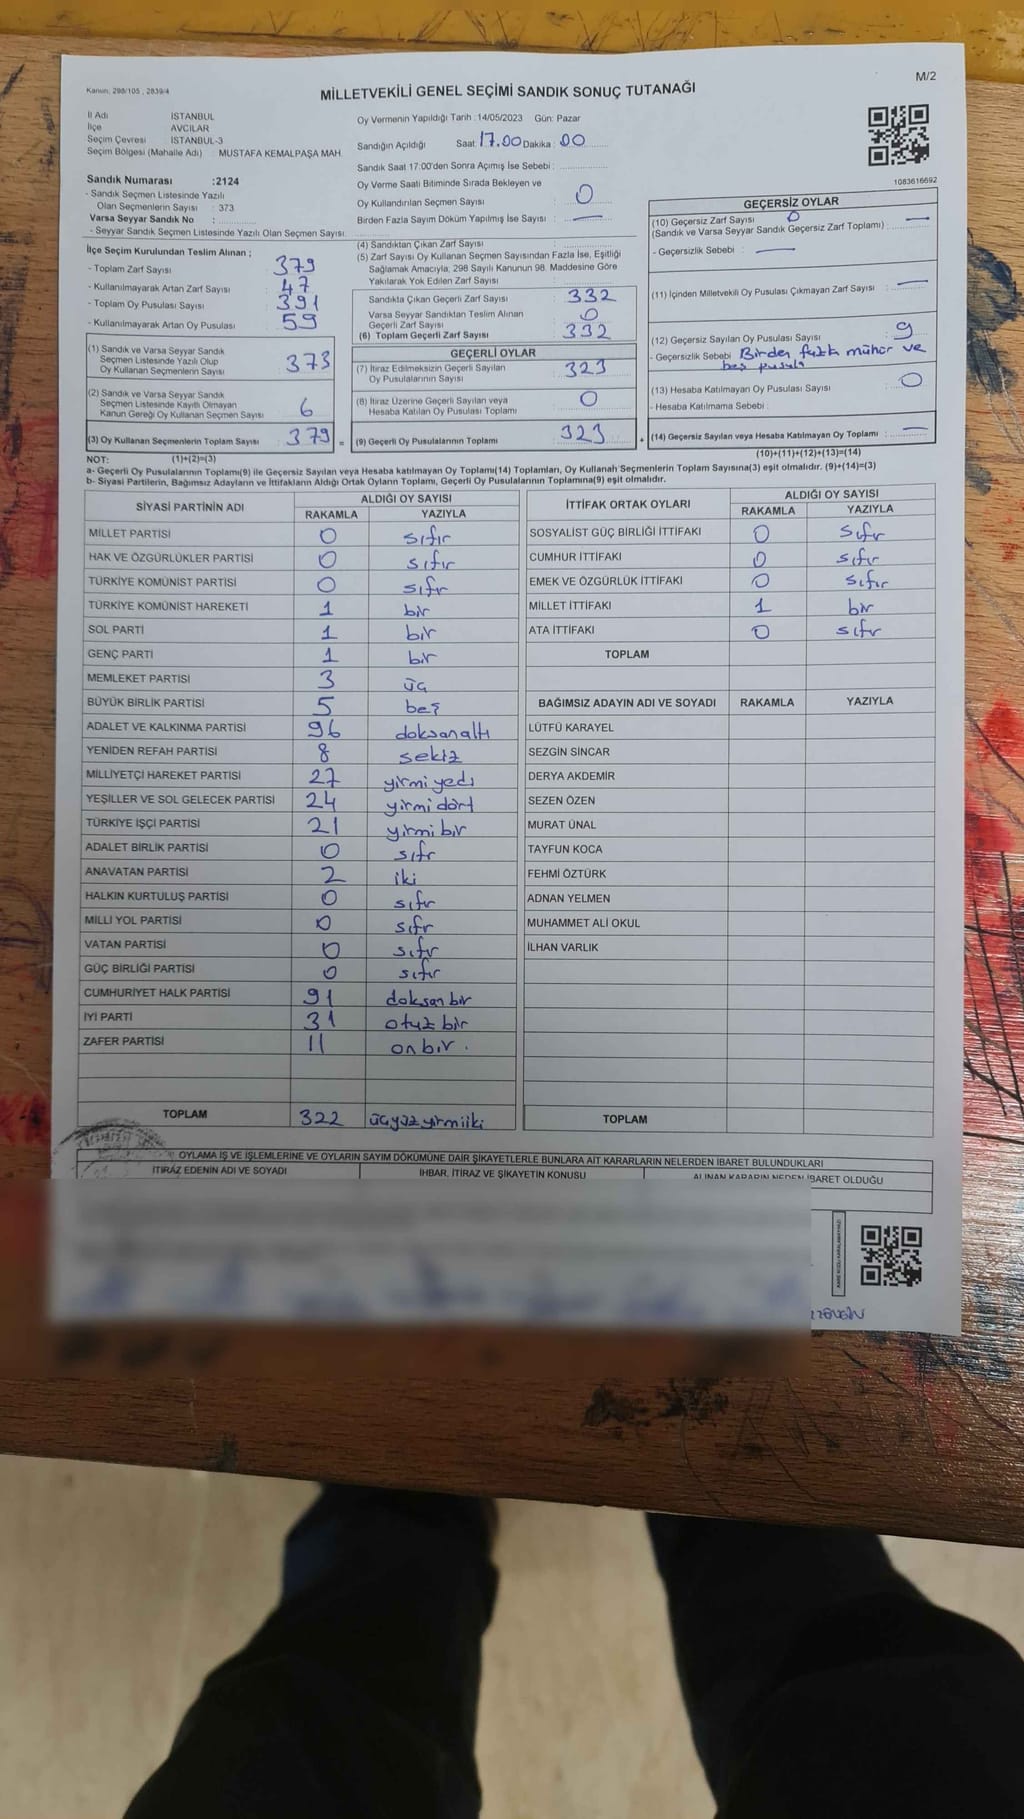 M/2
Kanun, 298/105 , 2839/4
MİLLETVEKİLİ GENEL SEÇİMİ SANDIK SONUÇ TUTANAĞI
İl Adı İSTANBUL
İlçe AVCILAR
Seçim Çevresi İSTANBUL-3
Seçim Bölgesi (Mahalle Adı) : MUSTAFA KEMALPAŞA MAH.
Oy Vermenin Yapıldığı Tarih :14/05/2023 Gün: Pazar
Sandığın Açıldığı Saat: 17.00 Dakika : 00
Sandık Saat 17:00'den Sonra Açımış İse Sebebi :
Sandık Numarası :2124
- Sandık Seçmen Listesinde Yazılı
Olan Seçmenlerin Sayısı : 373
Varsa Seyyar Sandık No :
- Seyyar Sandık Seçmen Listesinde Yazılı Olan Seçmen Sayısı
Oy Verme Saati Bitiminde Sırada Bekleyen ve
Oy Kullandırılan Seçmen Sayısı : 0
Birden Fazla Sayım Döküm Yapılmış İse Sayısı : —
1083616692
İlçe Seçim Kurulundan Teslim Alınan ;
- Toplam Zarf Sayısı : 379
- Kullanılmayarak Artan Zarf Sayısı : 47
- Toplam Oy Pusulası Sayısı : 391
- Kullanılmayarak Artan Oy Pusulası : 59
(1) Sandık ve Varsa Seyyar Sandık
Seçmen Listesinde Yazılı Olup
Oy Kullanan Seçmenlerin Sayısı : 373
(2) Sandık ve Varsa Seyyar Sandık
Seçmen Listesinde Kayıtlı Olmayan
Kanun Gereği Oy Kullanan Seçmen Sayısı : 6
(3) Oy Kullanan Seçmenlerin Toplam Sayısı : 379 =
(4) Sandıktan Çıkan Zarf Sayısı :
(5) Zarf Sayısı Oy Kullanan Seçmen Sayısından Fazla İse, Eşitliği
Sağlamak Amacıyla, 298 Sayılı Kanunun 98. Maddesine Göre
Yakılarak Yok Edilen Zarf Sayısı :
Sandıkta Çıkan Geçerli Zarf Sayısı : 332
Varsa Seyyar Sandıktan Teslim Alınan
Geçerli Zarf Sayısı : 0
(6) Toplam Geçerli Zarf Sayısı : 332
GEÇERLİ OYLAR
(7) İtiraz Edilmeksizin Geçerli Sayılan
Oy Pusulalarının Sayısı : 323
(8) İtiraz Üzerine Geçerli Sayılan veya
Hesaba Katılan Oy Pusulası Toplamı : 0
(9) Geçerli Oy Pusulalarının Toplamı : 323 +
GEÇERSİZ OYLAR
(10) Geçersiz Zarf Sayısı 0
(Sandık ve Varsa Seyyar Sandık Geçersiz Zarf Toplamı) : —
- Geçersizlik Sebebi : —
(11) İçinden Milletvekili Oy Pusulası Çıkmayan Zarf Sayısı : —
(12) Geçersiz Sayılan Oy Pusulası Sayısı : 9
- Geçersizlik Sebebi Birden fazla mühür ve
boş pusula
(13) Hesaba Katılmayan Oy Pusulası Sayısı : 0
- Hesaba Katılmama Sebebi :
(14) Geçersiz Sayılan veya Hesaba Katılmayan Oy Toplamı : —
NOT: (1)+(2)=(3)
(10)+(11)+(12)+(13)=(14)
a- Geçerli Oy Pusulalarının Toplamı(9) ile Geçersiz Sayılan veya Hesaba katılmayan Oy Toplamı(14) Toplamları, Oy Kullanan Seçmenlerin Toplam Sayısına(3) eşit olmalıdır. (9)+(14)=(3)
b- Siyasi Partilerin, Bağımsız Adayların ve İttifakların Aldığı Ortak Oyların Toplamı, Geçerli Oy Pusulalarının Toplamına(9) eşit olmalıdır.
SİYASİ PARTİNİN ADI ALDIĞI OY SAYISI
RAKAMLA YAZIYLA
MİLLET PARTİSİ 0 sıfır
HAK VE ÖZGÜRLÜKLER PARTİSİ 0 sıfır
TÜRKİYE KOMÜNİST PARTİSİ 0 sıfır
TÜRKİYE KOMÜNİST HAREKETİ 1 bir
SOL PARTİ 1 bir
GENÇ PARTİ 1 bir
MEMLEKET PARTİSİ 3 üç
BÜYÜK BİRLİK PARTİSİ 5 beş
ADALET VE KALKINMA PARTİSİ 96 doksanaltı
YENİDEN REFAH PARTİSİ 8 sekiz
MİLLİYETÇİ HAREKET PARTİSİ 27 yirmiyedi
YEŞİLLER VE SOL GELECEK PARTİSİ 24 yirmi dört
TÜRKİYE İŞÇİ PARTİSİ 21 yirmi bir
ADALET BİRLİK PARTİSİ 0 sıfır
ANAVATAN PARTİSİ 2 iki
HALKIN KURTULUŞ PARTİSİ 0 sıfır
MİLLİ YOL PARTİSİ 0 sıfır
VATAN PARTİSİ 0 sıfır
GÜÇ BİRLİĞİ PARTİSİ 0 sıfır
CUMHURİYET HALK PARTİSİ 91 doksan bir
İYİ PARTİ 31 otuz bir
ZAFER PARTİSİ 11 on bir .
TOPLAM 322 üçyüzyirmiiki
İTTİFAK ORTAK OYLARI ALDIĞI OY SAYISI
RAKAMLA YAZIYLA
SOSYALIST GÜÇ BİRLİĞİ İTTİFAKI 0 sıfır
CUMHUR İTTİFAKI 0 sıfır
EMEK VE ÖZGÜRLÜK İTTİFAKI 0 sıfır
MİLLET İTTİFAKI 1 bir
ATA İTTİFAKI 0 sıfır
TOPLAM
BAĞIMSIZ ADAYIN ADI VE SOYADI RAKAMLA YAZIYLA
LÜTFÜ KARAYEL
SEZGİN SİNCAR
DERYA AKDEMİR
SEZEN ÖZEN
MURAT ÜNAL
TAYFUN KOCA
FEHMİ ÖZTÜRK
ADNAN YELMEN
MUHAMMET ALİ OKUL
İLHAN VARLIK
TOPLAM
OYLAMA İŞ VE İŞLEMLERİNE VE OYLARIN SAYIM DÖKÜMÜNE DAİR ŞİKAYETLERLE BUNLARA AİT KARARLARIN NELERDEN İBARET BULUNDUKLARI
İTİRAZ EDENİN ADI VE SOYADI İHBAR, İTİRAZ VE ŞİKAYETİN KONUSU ALINAN KARARIN NEDEN İBARET OLDUĞU